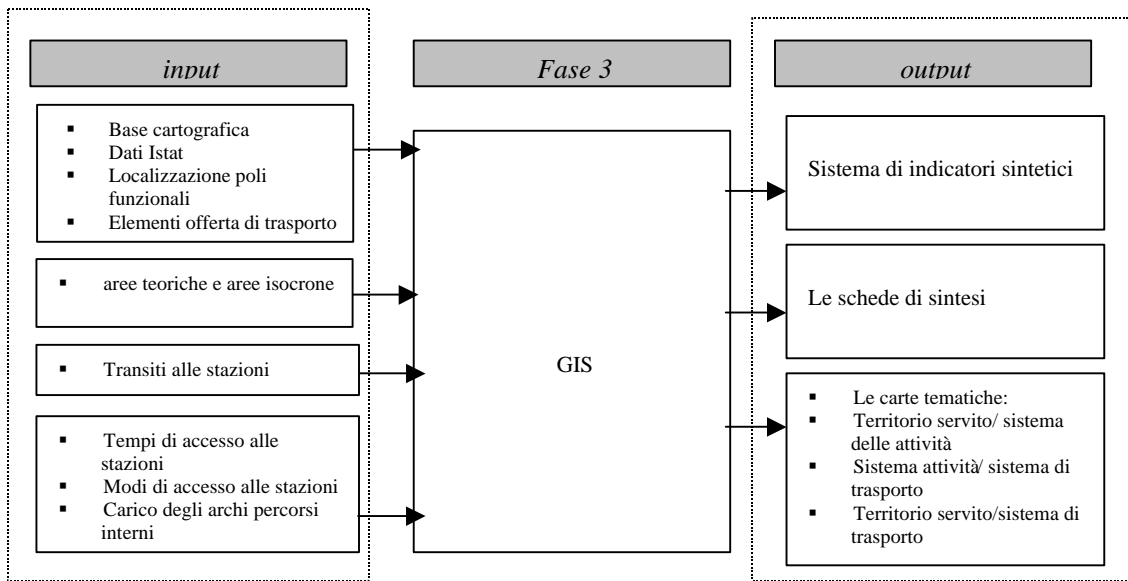 input
Fase 3
output
▪ Base cartografica
▪ Dati Istat
▪ Localizzazione poli
funzionali
▪ Elementi offerta di trasporto
▪ aree teoriche e aree isocrone
▪ Transiti alle stazioni
▪ Tempi di accesso alle
stazioni
▪ Modi di accesso alle stazioni
▪ Carico degli archi percorsi
interni
GIS
Sistema di indicatori sintetici
Le schede di sintesi
▪ Le carte tematiche:
▪ Territorio servito/ sistema
delle attività
▪ Sistema attività/ sistema di
trasporto
▪ Territorio servito/sistema di
trasporto